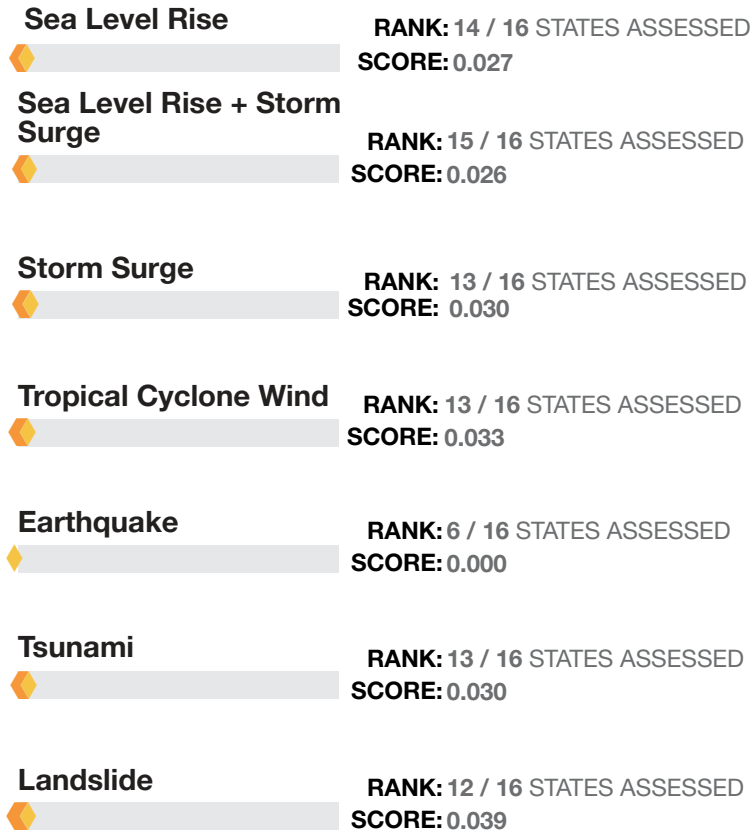 Sea Level Rise
RANK: 14 / 16 STATES ASSESSED
SCORE: 0.027
Sea Level Rise + Storm
Surge
RANK: 15 / 16 STATES ASSESSED
SCORE: 0.026
Storm Surge
RANK: 13 / 16 STATES ASSESSED
SCORE: 0.030
Tropical Cyclone Wind
RANK: 13 / 16 STATES ASSESSED
SCORE: 0.033
Earthquake
RANK: 6 / 16 STATES ASSESSED
SCORE: 0.000
Tsunami
RANK: 13 / 16 STATES ASSESSED
SCORE: 0.030
Landslide
RANK: 12 / 16 STATES ASSESSED
SCORE: 0.039